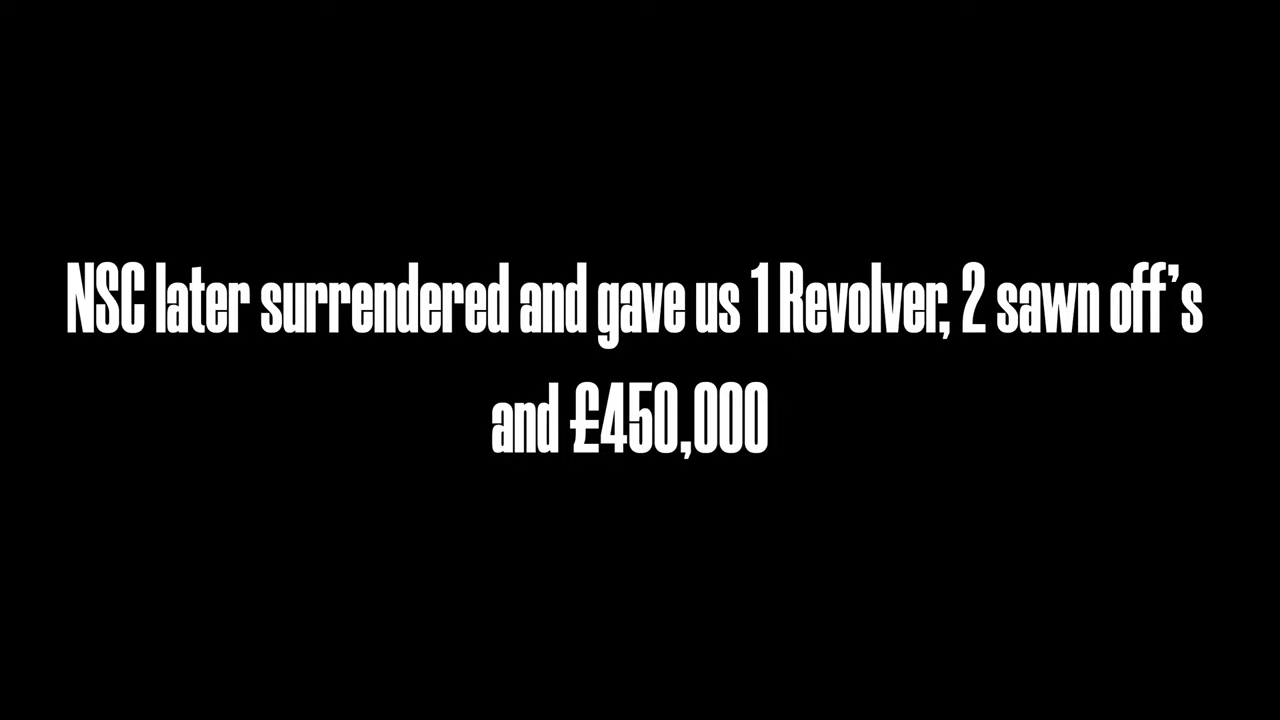 NSC later surrendered and gave us 1 Revolver, 2 sawn off's
and £450,000